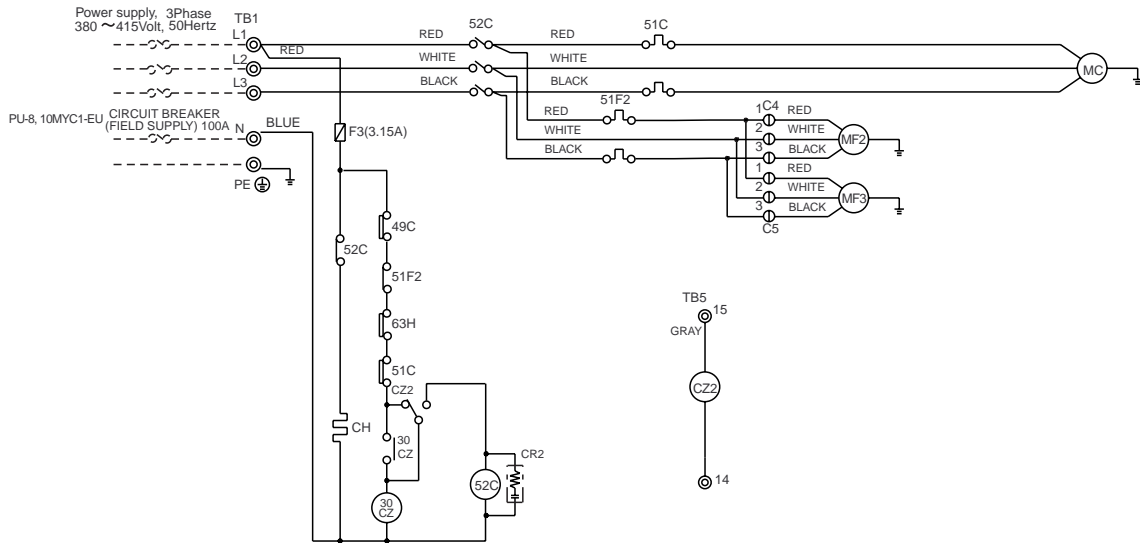 Power supply, 3Phase
380 ～415Volt, 50Hertz
TB1
L1
RED
RED
52C
RED
51C
L2
WHITE
WHITE
MC
L3
BLACK
BLACK
PU-8, 10MYC1-EU
CIRCUIT BREAKER
(FIELD SUPPLY) 100A
N
BLUE
PE
F3(3.15A)
RED
51F2
1
C4
RED
WHITE
2
WHITE
MF2
BLACK
3
BLACK
1
RED
2
WHITE
MF3
3
BLACK
C5
49C
52C
51F2
63H
51C
CZ2
CH
30
CZ
CR2
52C
30
CZ
TB5
15
GRAY
CZ2
14